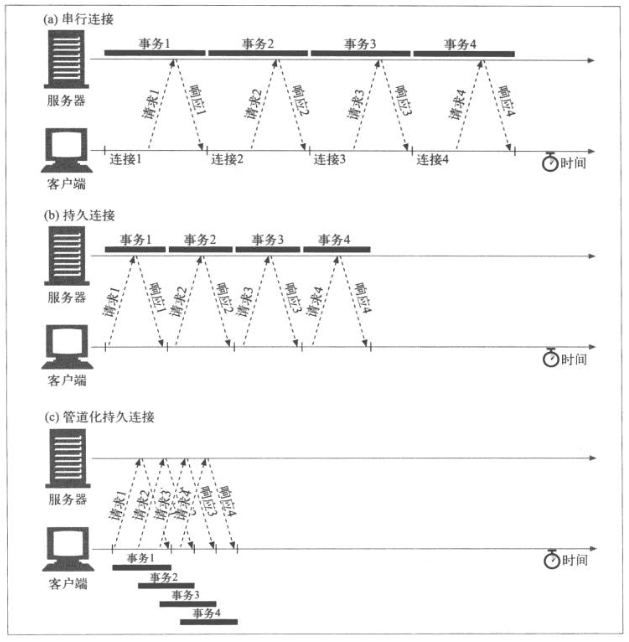 (a) 串行连接
事务1 事务2 事务3 事务4
请求1 响应1 请求2 响应2 请求3 响应3 请求4 响应4
服务器
连接1 连接2 连接3 连接4 时间
客户端
(b) 持久连接
事务1 事务2 事务3 事务4
请求1 响应1 请求2 响应2 请求3 响应3 请求4 响应4
服务器
时间
客户端
(c) 管道化持久连接
请求1 请求2 请求3 请求4 响应3 响应4
服务器
时间
事务1
客户端
事务2
事务3
事务4